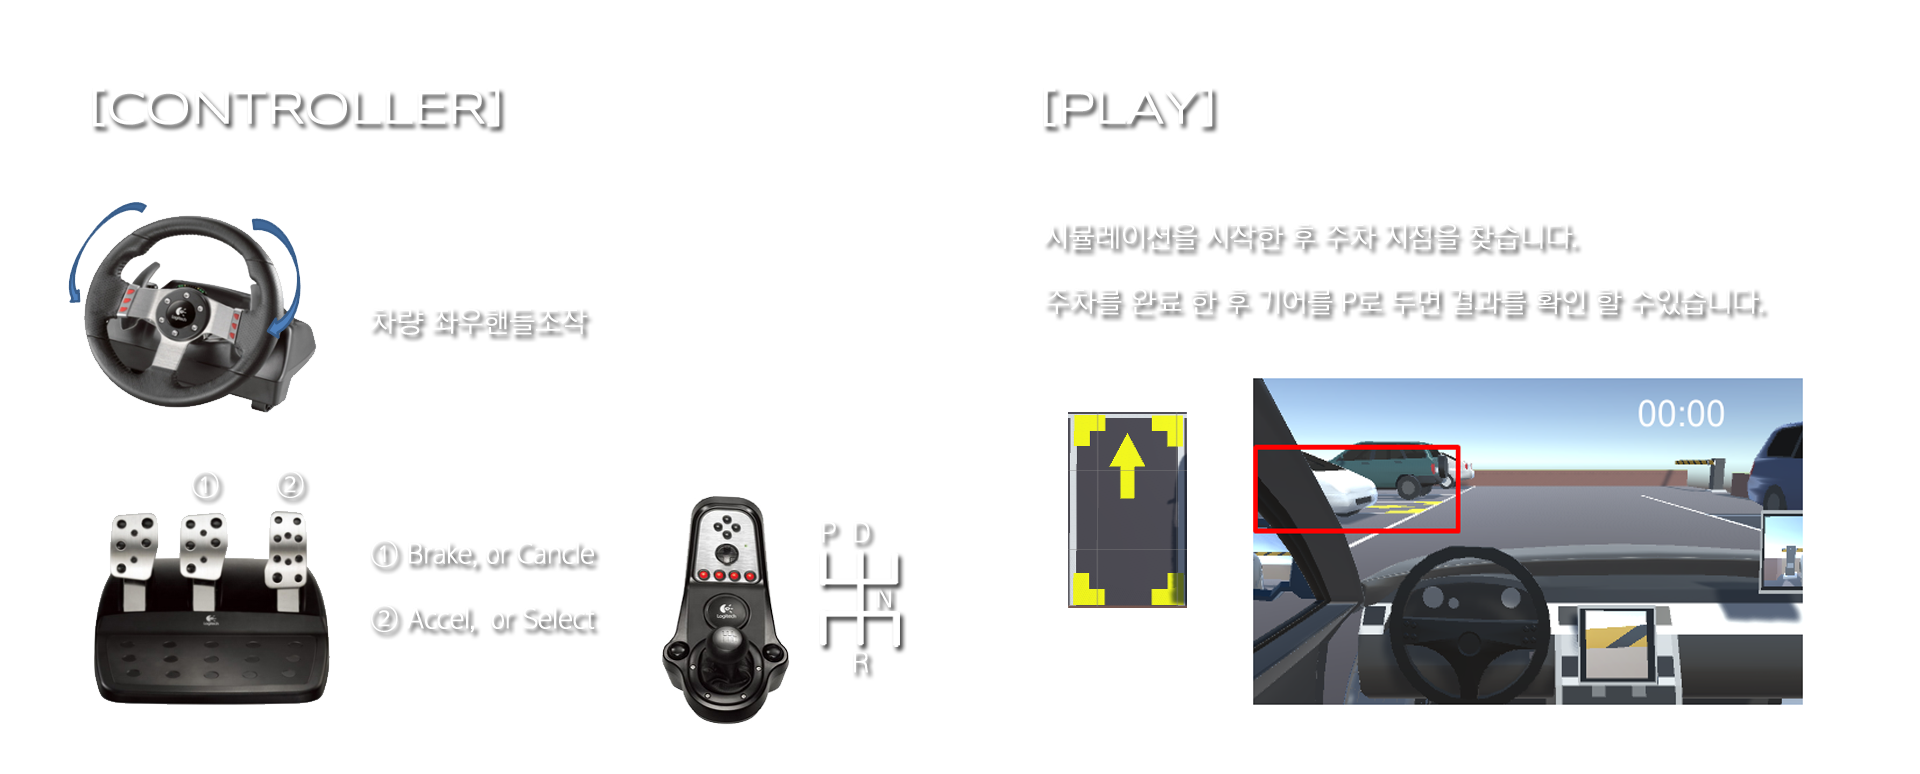 [CONTROLLER]
차량 좌우핸들조작
① ②
① Brake, or Cancle
② Accel, or Select
Logitech
Logitech
Logitech
P D
N
R
[PLAY]
시뮬레이션을 시작한 후 주차 지점을 찾습니다.
주차를 완료 한 후 기어를 P로 두면 결과를 확인 할 수있습니다.
00:00